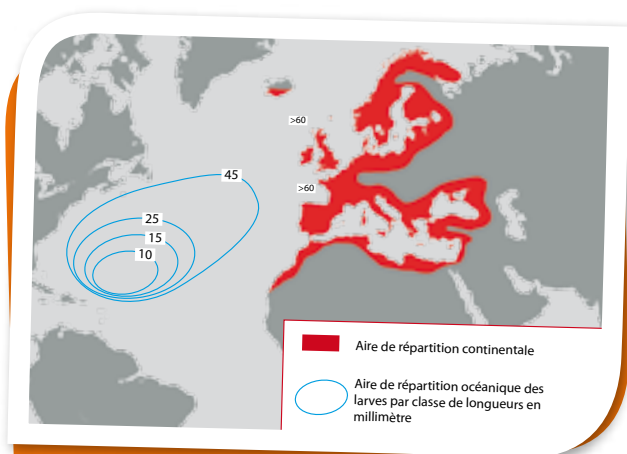 >60
45
>60
25
15
10
Aire de répartition continentale
Aire de répartition océanique des
larves par classe de longueurs en
millimètre